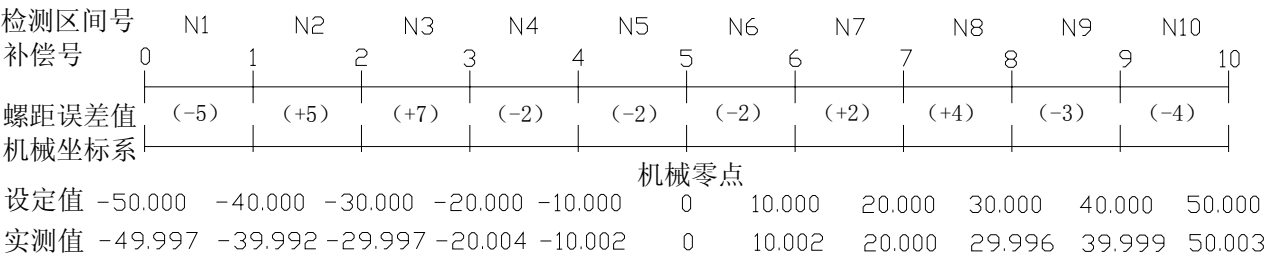 检测区间号 N1 N2 N3 N4 N5 N6 N7 N8 N9 N10
补偿号 0 1 2 3 4 5 6 7 8 9 10
螺距误差值 (-5) (+5) (+7) (-2) (-2) (-2) (+2) (+4) (-3) (-4)
机械坐标系
机械零点
设定值 -50.000 -40.000 -30.000 -20.000 -10.000 0 10.000 20.000 30.000 40.000 50.000
实测值 -49.997 -39.992 -29.997 -20.004 -10.002 0 10.002 20.000 29.996 39.999 50.003